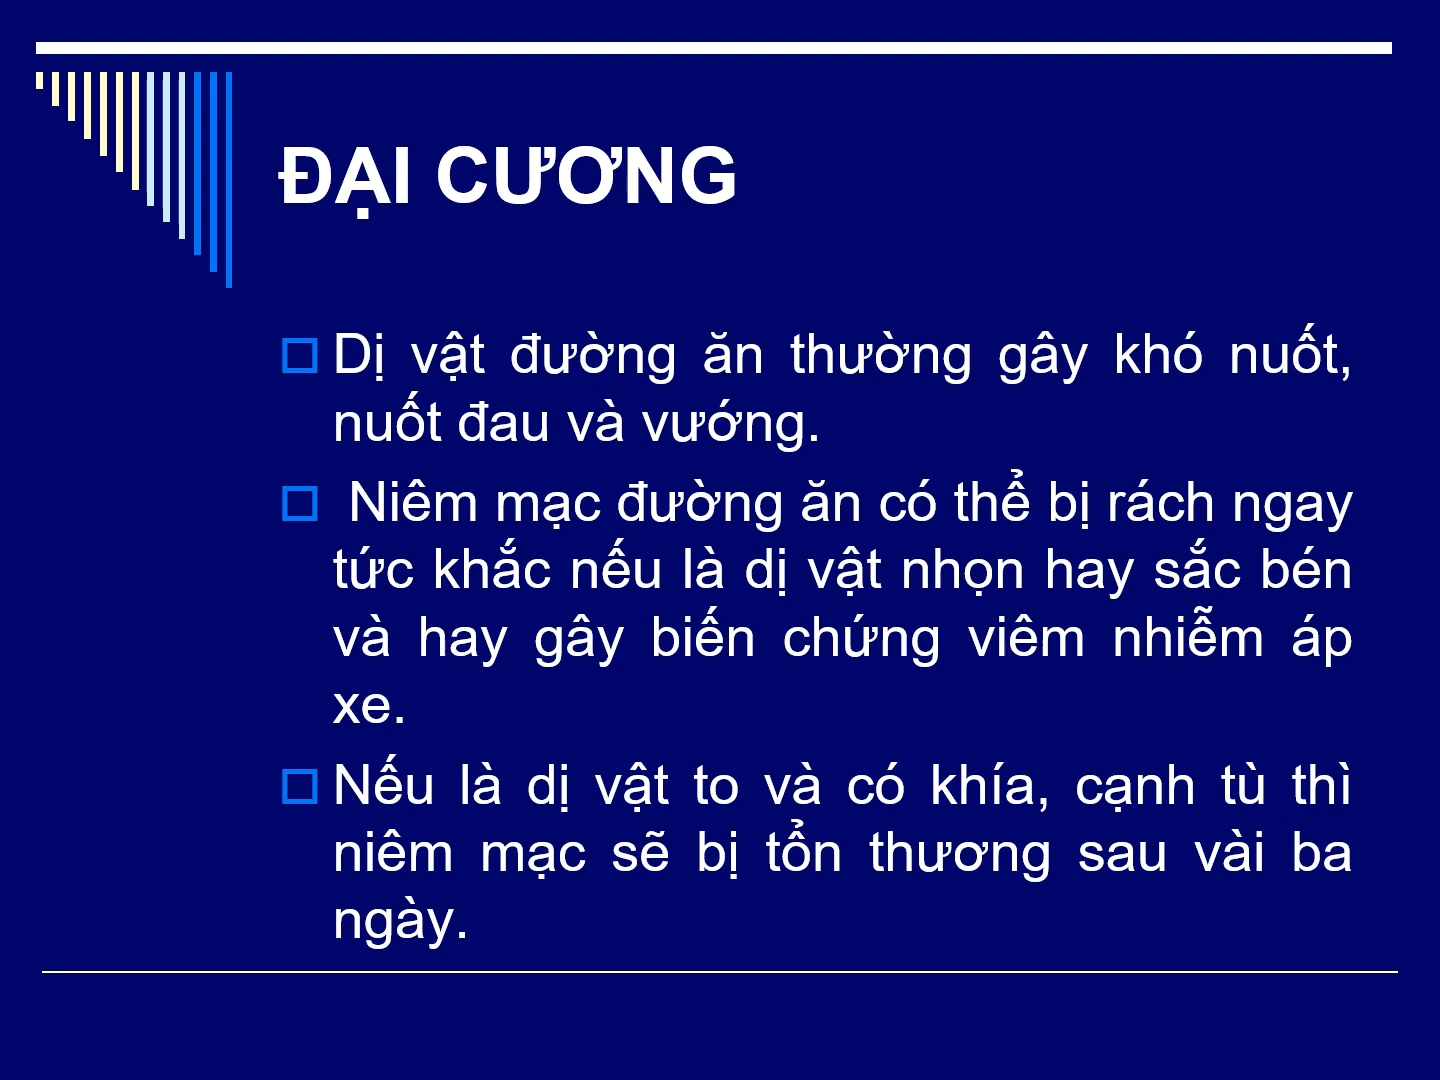 ĐẠI CƯƠNG
Dị vật đường ăn thường gây khó nuốt,
nuốt đau và vướng.
Niêm mạc đường ăn có thể bị rách ngay
tức khắc nếu là dị vật nhọn hay sắc bén
và hay gây biến chứng viêm nhiễm áp
xe.
Nếu là dị vật to và có khía, cạnh tù thì
niêm mạc sẽ bị tổn thương sau vài ba
ngày.